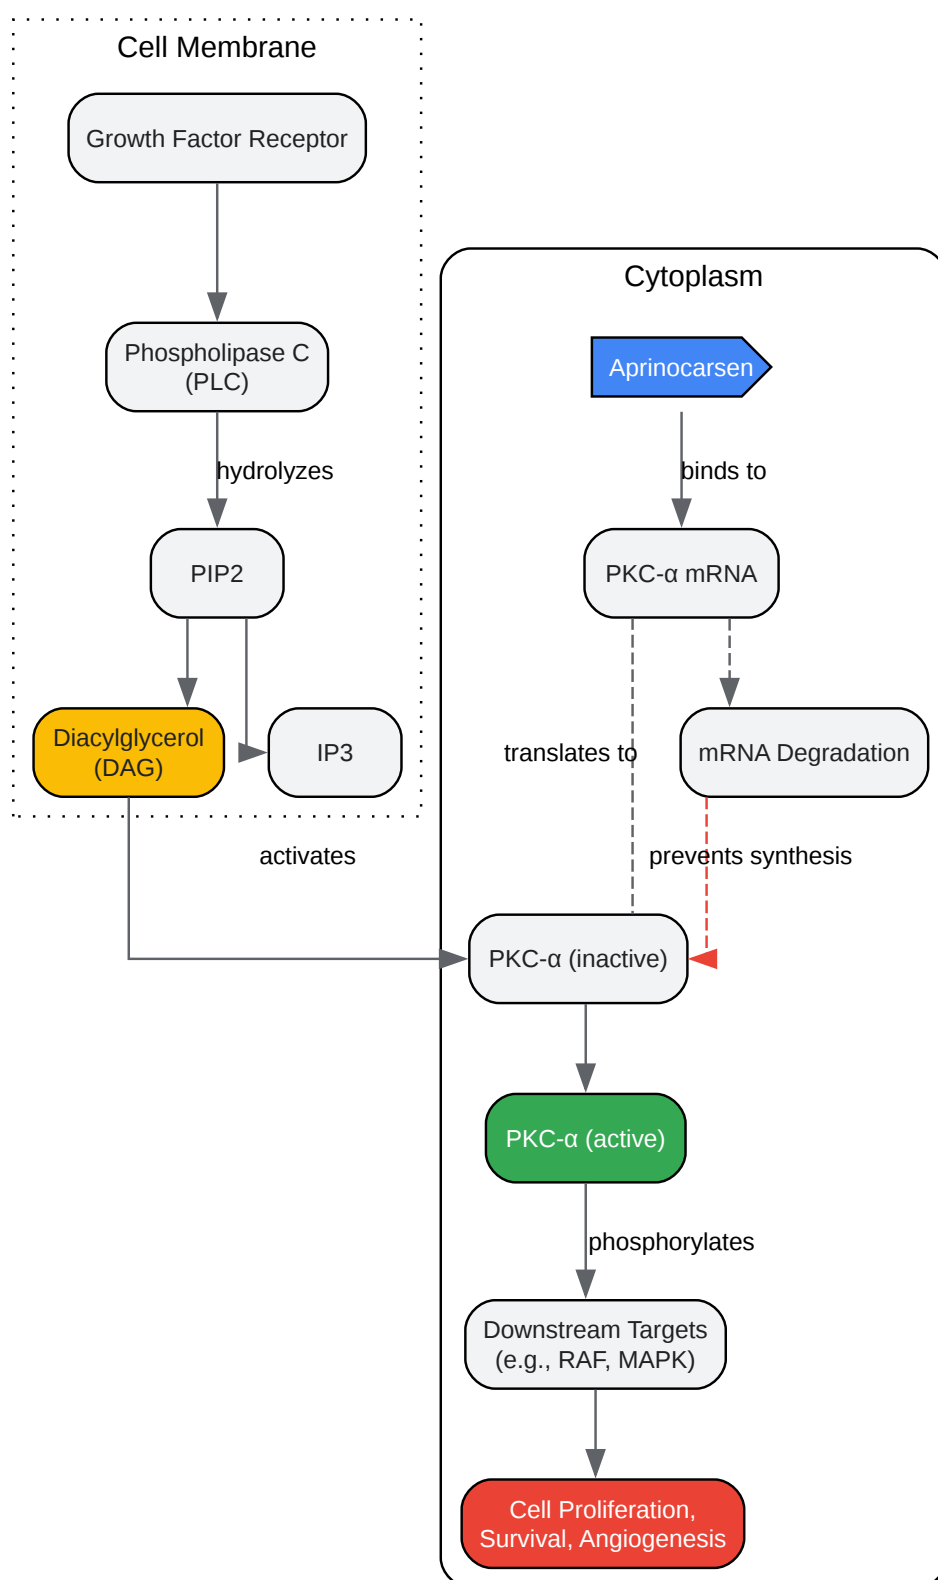 Cell Membrane
Growth Factor Receptor
Phospholipase C
(PLC)
hydrolyzes
PIP2
Diacylglycerol
(DAG)
IP3
activates
Cytoplasm
Aprinocarsen
binds to
PKC-α mRNA
translates to
mRNA Degradation
prevents synthesis
PKC-α (inactive)
PKC-α (active)
phosphorylates
Downstream Targets
(e.g., RAF, MAPK)
Cell Proliferation,
Survival, Angiogenesis